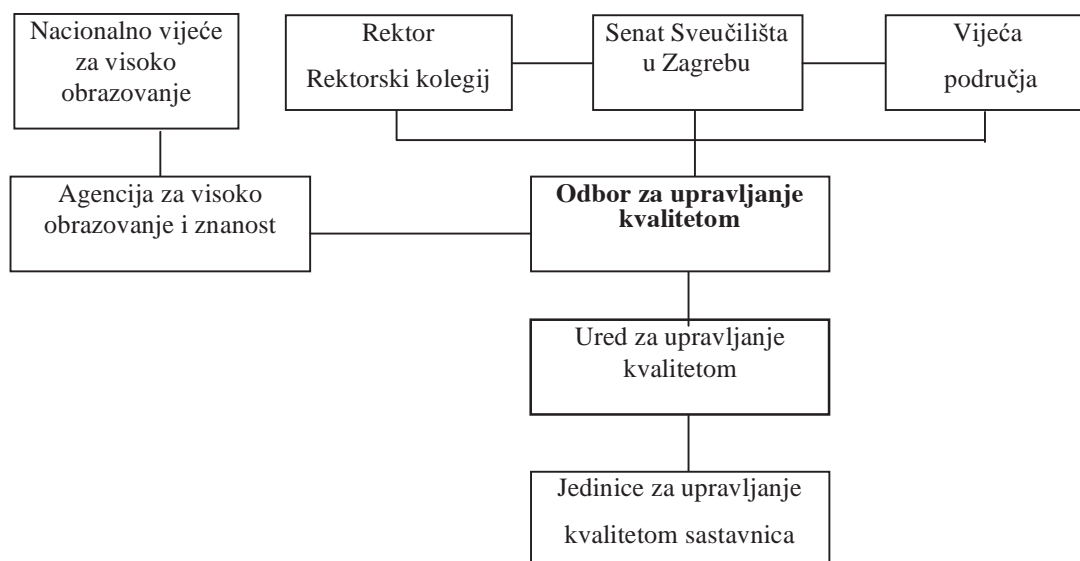 Nacionalno vijeće
za visoko
obrazovanje
Rektor
Rektorski kolegij
Senat Sveučilišta
u Zagrebu
Vijeća
područja
Agencija za visoko
obrazovanje i znanost
Odbor za upravljanje
kvalitetom
Ured za upravljanje
kvalitetom
Jedinice za upravljanje
kvalitetom sastavnica